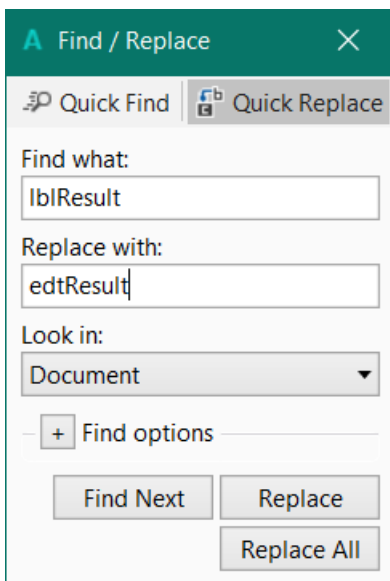 A Find / Replace
Quick Find Quick Replace
Find what:
lblResult
Replace with:
edtResult
Look in:
Document
+ Find options
Find Next Replace
Replace All